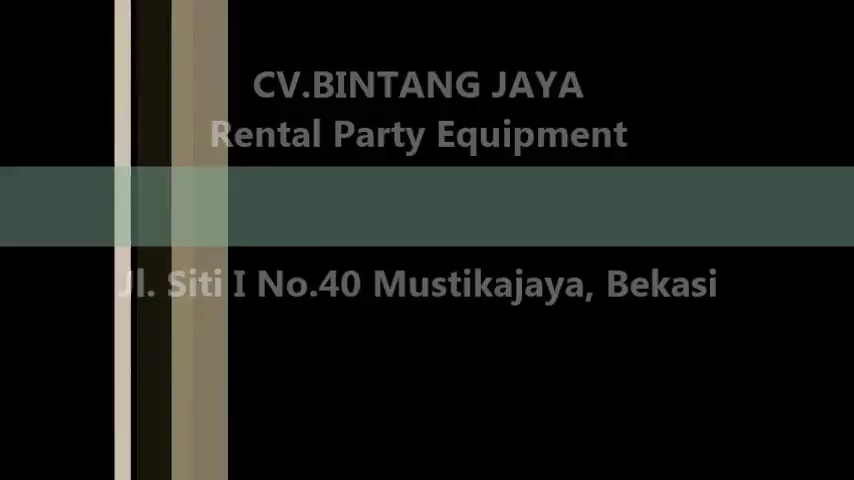 CV.BINTANG JAYA
Rental Party Equipment
Jl. Siti I No.40 Mustikajaya, Bekasi